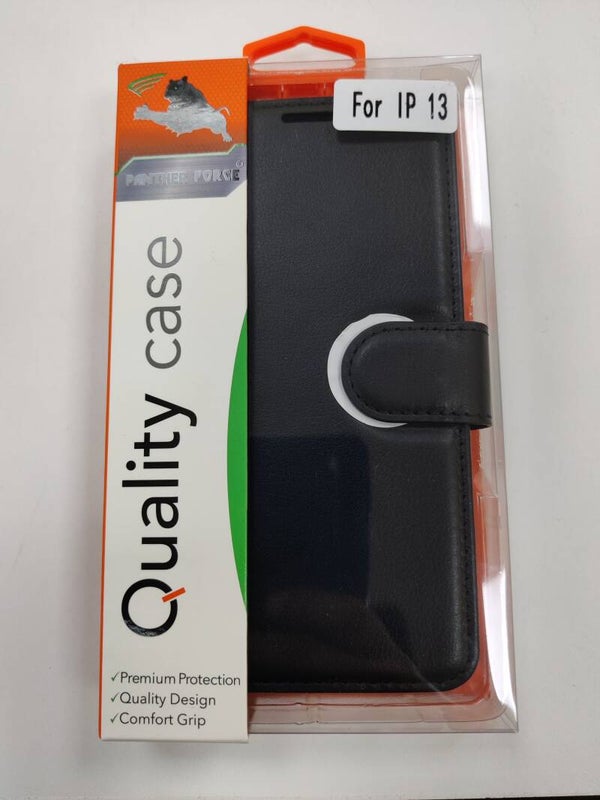 For IP 13
PANTHER FORCE
Quality case
✓Premium Protection
✓Quality Design
✓Comfort Grip